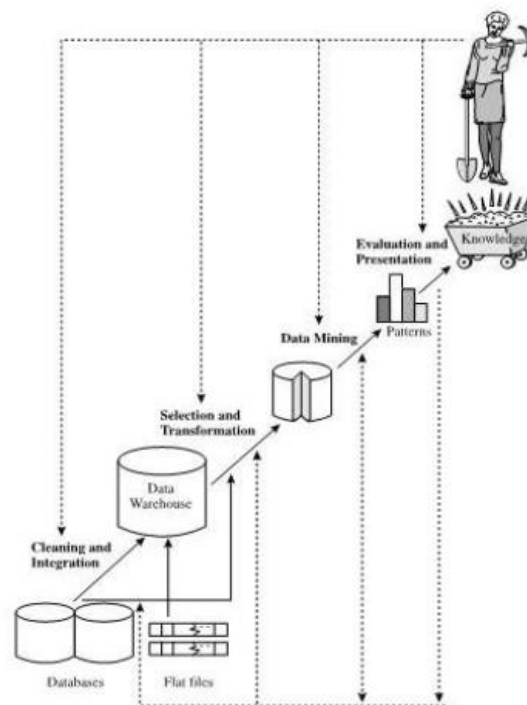 Knowledge
Evaluation and
Presentation
Patterns
Data Mining
Selection and
Transformation
Data
Warehouse
Cleaning and
Integration
Databases
Flat files